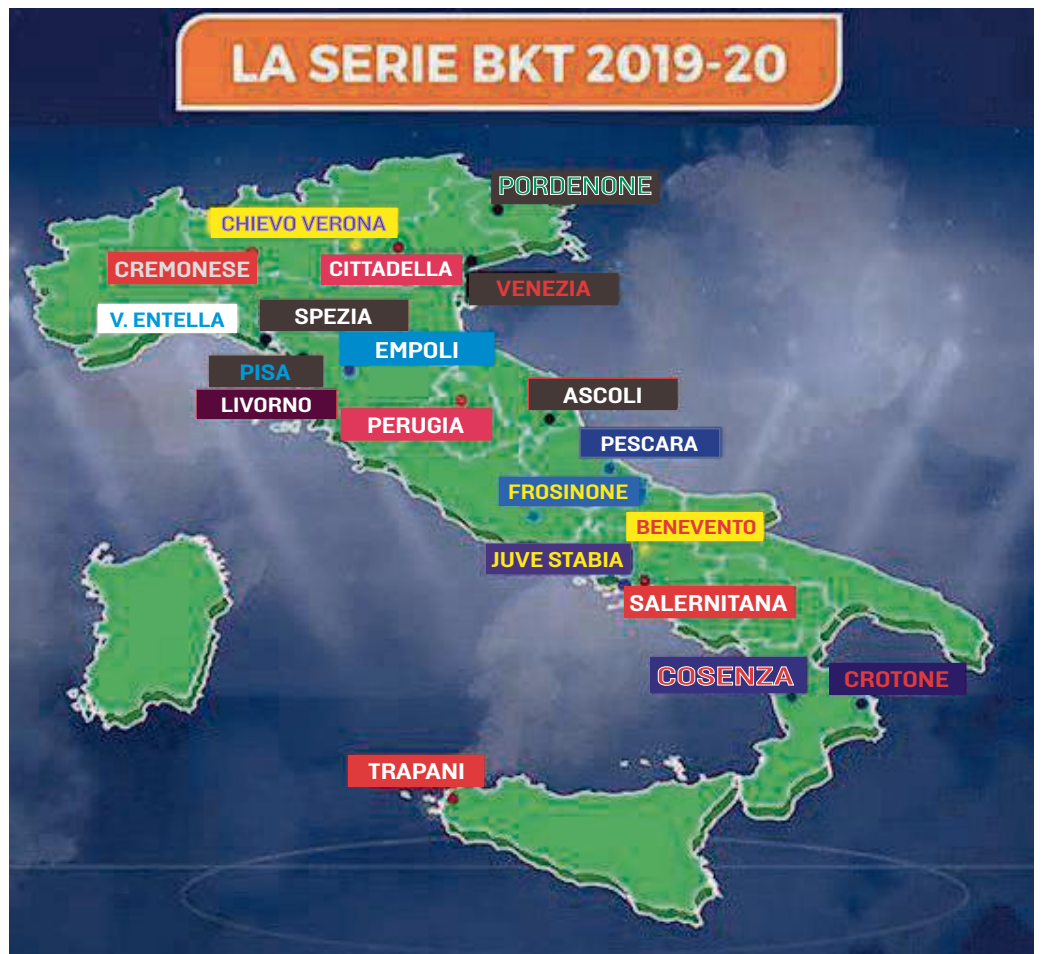 LA SERIE BKT 2019-20
PORDENONE
CHIEVO VERONA
CREMONESE
CITTADELLA
VENEZIA
V. ENTELLA
SPEZIA
EMPOLI
PISA
LIVORNO
ASCOLI
PERUGIA
PESCARA
FROSINONE
BENEVENTO
JUVE STABIA
SALERNITANA
COSENZA
CROTONE
TRAPANI